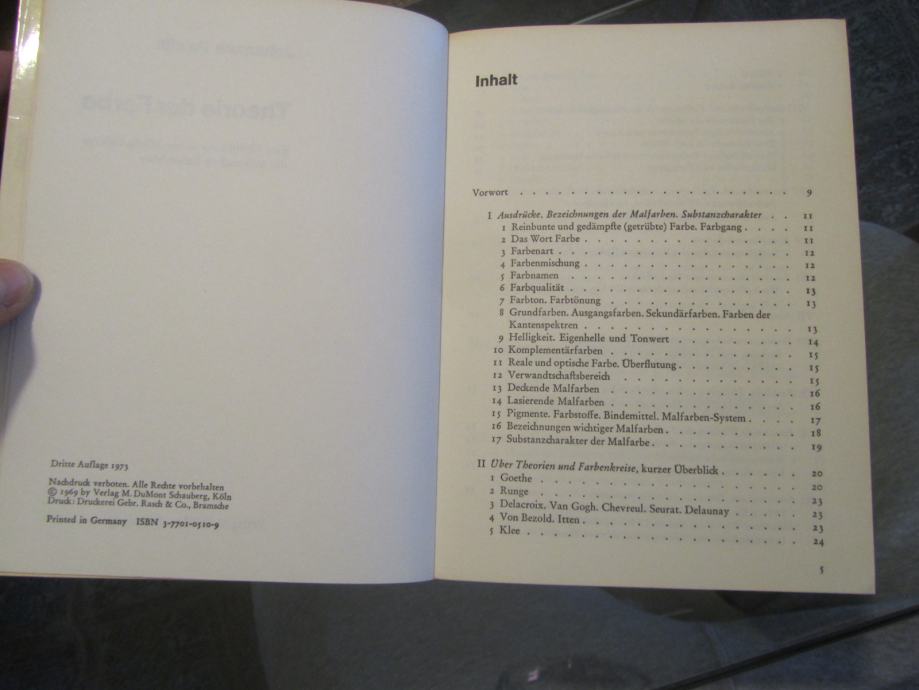 Dritte Auflage 1973
Nachdruck verboten. Alle Rechte vorbehalten
© 1969 by Verlag M. DuMont Schauberg, Köln
Druck: Druckerei Gebr. Rasch & Co., Bramsche
Printed in Germany ISBN 3-7701-0510-9
Inhalt
Vorwort . . . . . . . . . . . . . . . . . . . . . . 9
I Ausdrücke. Bezeichnungen der Malfarben. Substanzcharakter . . 11
1 Reinbunte und gedämpfte (getrübte) Farbe. Farbgang . . . . 11
2 Das Wort Farbe . . . . . . . . . . . . . . . . . 11
3 Farbenart . . . . . . . . . . . . . . . . . . . 12
4 Farbenmischung . . . . . . . . . . . . . . . . . 12
5 Farbnamen . . . . . . . . . . . . . . . . . . . 12
6 Farbqualität . . . . . . . . . . . . . . . . . . 13
7 Farbton. Farbtönung . . . . . . . . . . . . . . . 13
8 Grundfarben. Ausgangsfarben. Sekundärfarben. Farben der
Kantenspektren . . . . . . . . . . . . . . . . . 13
9 Helligkeit. Eigenhelle und Tonwert . . . . . . . . . . 14
10 Komplementärfarben . . . . . . . . . . . . . . . 15
11 Reale und optische Farbe. Überflutung . . . . . . . . . 15
12 Verwandtschaftsbereich . . . . . . . . . . . . . . 15
13 Deckende Malfarben . . . . . . . . . . . . . . . 16
14 Lasierende Malfarben . . . . . . . . . . . . . . . 16
15 Pigmente. Farbstoffe. Bindemittel. Malfarben-System . . . . 17
16 Bezeichnungen wichtiger Malfarben . . . . . . . . . . 18
17 Substanzcharakter der Malfarbe . . . . . . . . . . . 19
II Über Theorien und Farbenkreise, kurzer Überblick . . . . . . 20
1 Goethe . . . . . . . . . . . . . . . . . . . . 20
2 Runge . . . . . . . . . . . . . . . . . . . . 23
3 Delacroix. Van Gogh. Chevreul. Seurat. Delaunay . . . . . 23
4 Von Bezold. Itten . . . . . . . . . . . . . . . . 23
5 Klee . . . . . . . . . . . . . . . . . . . . . 24
5